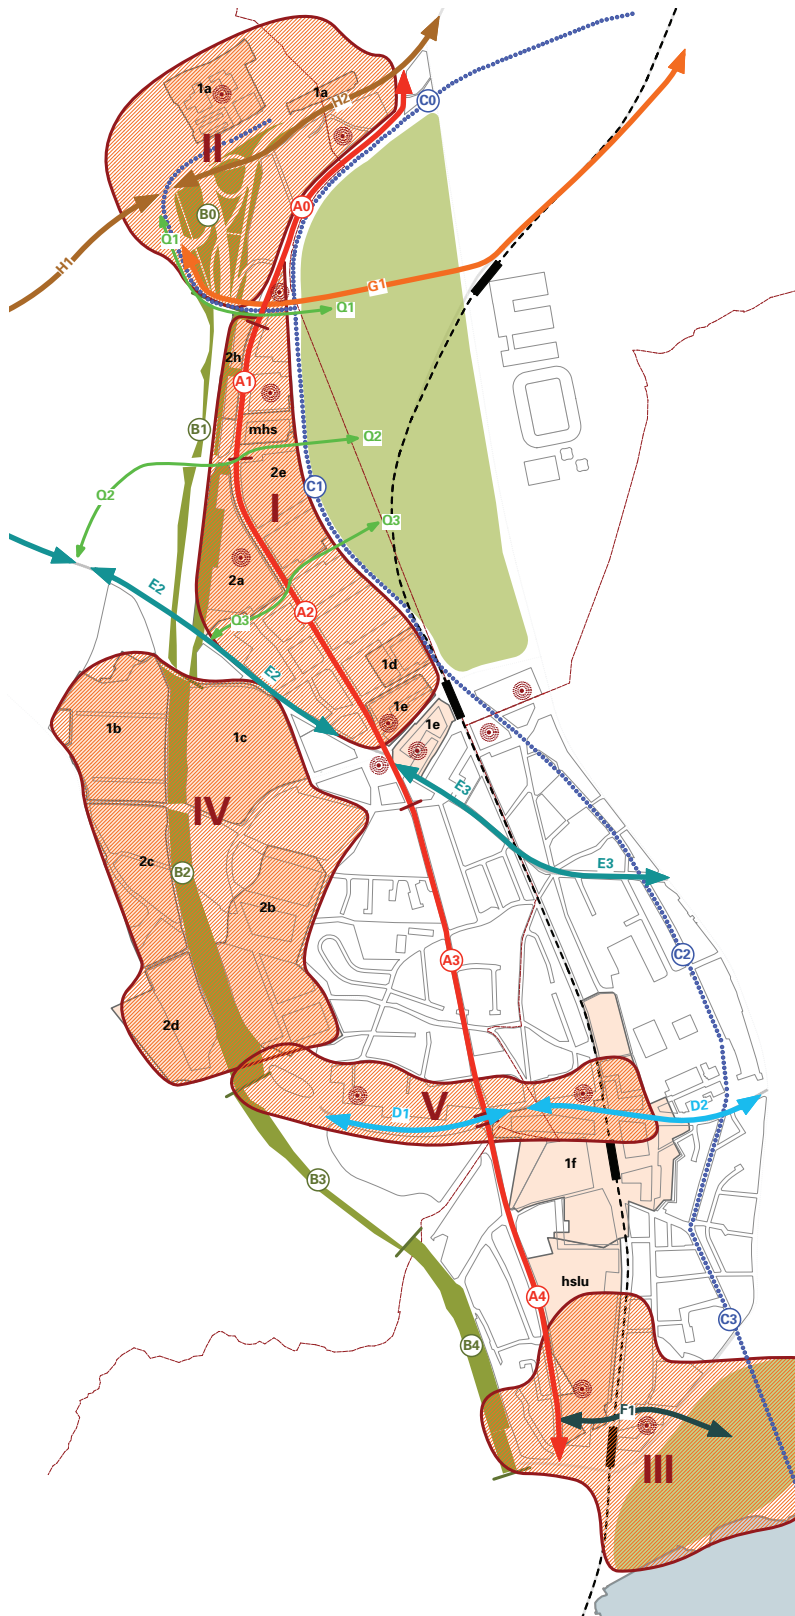 1a
1a
H2
C0
II
A0
B0
Q1
H1
G1
Q1
2h
A1
B1
mhs
Q2
2e
C1
Q2
I
Q3
2a
E2
A2
Q3
1d
E2
1e
1e
1b
1c
E3
IV
2c
B2
E3
2b
C2
A3
2d
V
D1
D2
1f
B3
hslu
A4
C3
B4
F1
III